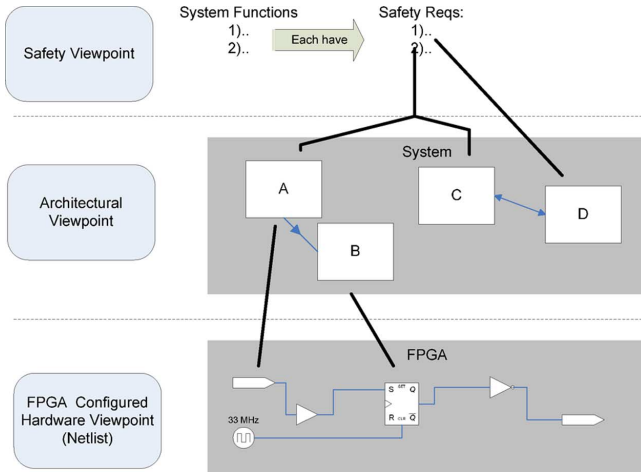 System Functions
1)..
2)..
Each have
Safety Reqs:
1)..
2)..
Safety Viewpoint
System
A
B
C
D
Architectural
Viewpoint
FPGA
S SET Q
R CLR Q
33 MHz
FPGA Configured
Hardware Viewpoint
(Netlist)